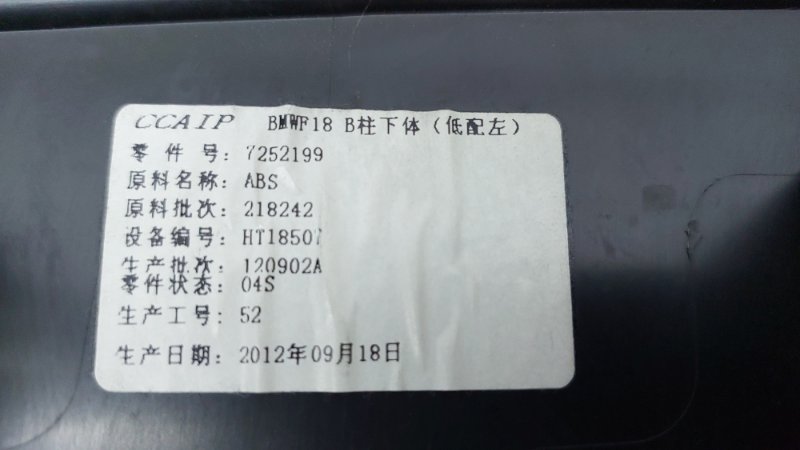 CCAIP BMWF18 B柱下体（低配左）
零件号：7252199
原料名称：ABS
原料批次：218242
设备编号：HT18507
生产批次：120902A
零件状态：04S
生产工号：52
生产日期：2012年09月18日